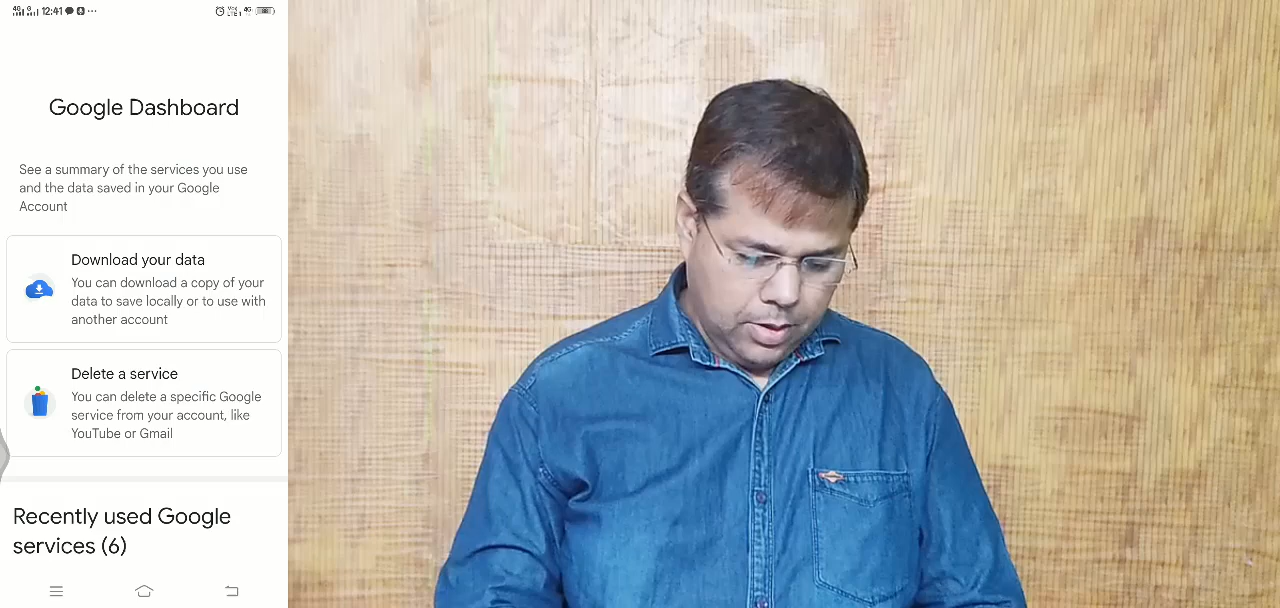 12:41
Google Dashboard
See a summary of the services you use
and the data saved in your Google
Account
Download your data
You can download a copy of your
data to save locally or to use with
another account
Delete a service
You can delete a specific Google
service from your account, like
YouTube or Gmail
Recently used Google
services (6)